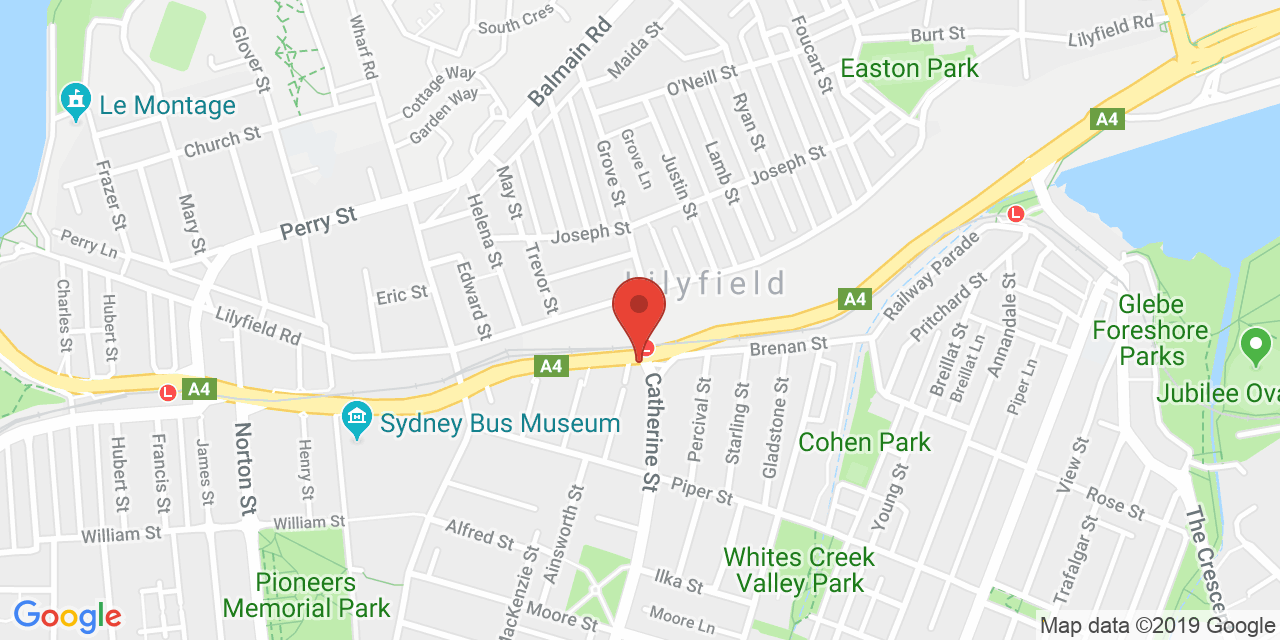 South Cres
Balmain Rd
Maida St
Foucart St
Burt St
Lilyfield Rd
Glover St
Wharf Rd
Cottage Way
Garden Way
O'Neill St
Easton Park
Le Montage
Church St
Ryan St
A4
Frazer St
Mary St
May St
Grove St
Grove Ln
Justin St
Lamb St
Joseph St
Perry St
Helena St
Joseph St
Perry Ln
Trevor St
Edward St
Eric St
Lilyfield
L
Railway Parade
Pritchard St
Annandale St
Charles St
Hubert St
Lilyfield Rd
A4
Glebe
Foreshore
Parks
Brenan St
Breillat St
Breillat Ln
Piper Ln
A4
L
A4
Jubilee Ova
Sydney Bus Museum
Catherine St
Percival St
Starling St
Gladstone St
Cohen Park
Norton St
Hubert St
Francis St
James St
Henry St
View St
Piper St
Young St
Rose St
William St
William St
Alfred St
Ainsworth St
Trafalgar St
The Cresce
Whites Creek
Valley Park
Pioneers
Memorial Park
MacKenzie St
Ilka St
Moore St
Moore Ln
Google
Map data ©2019 Google